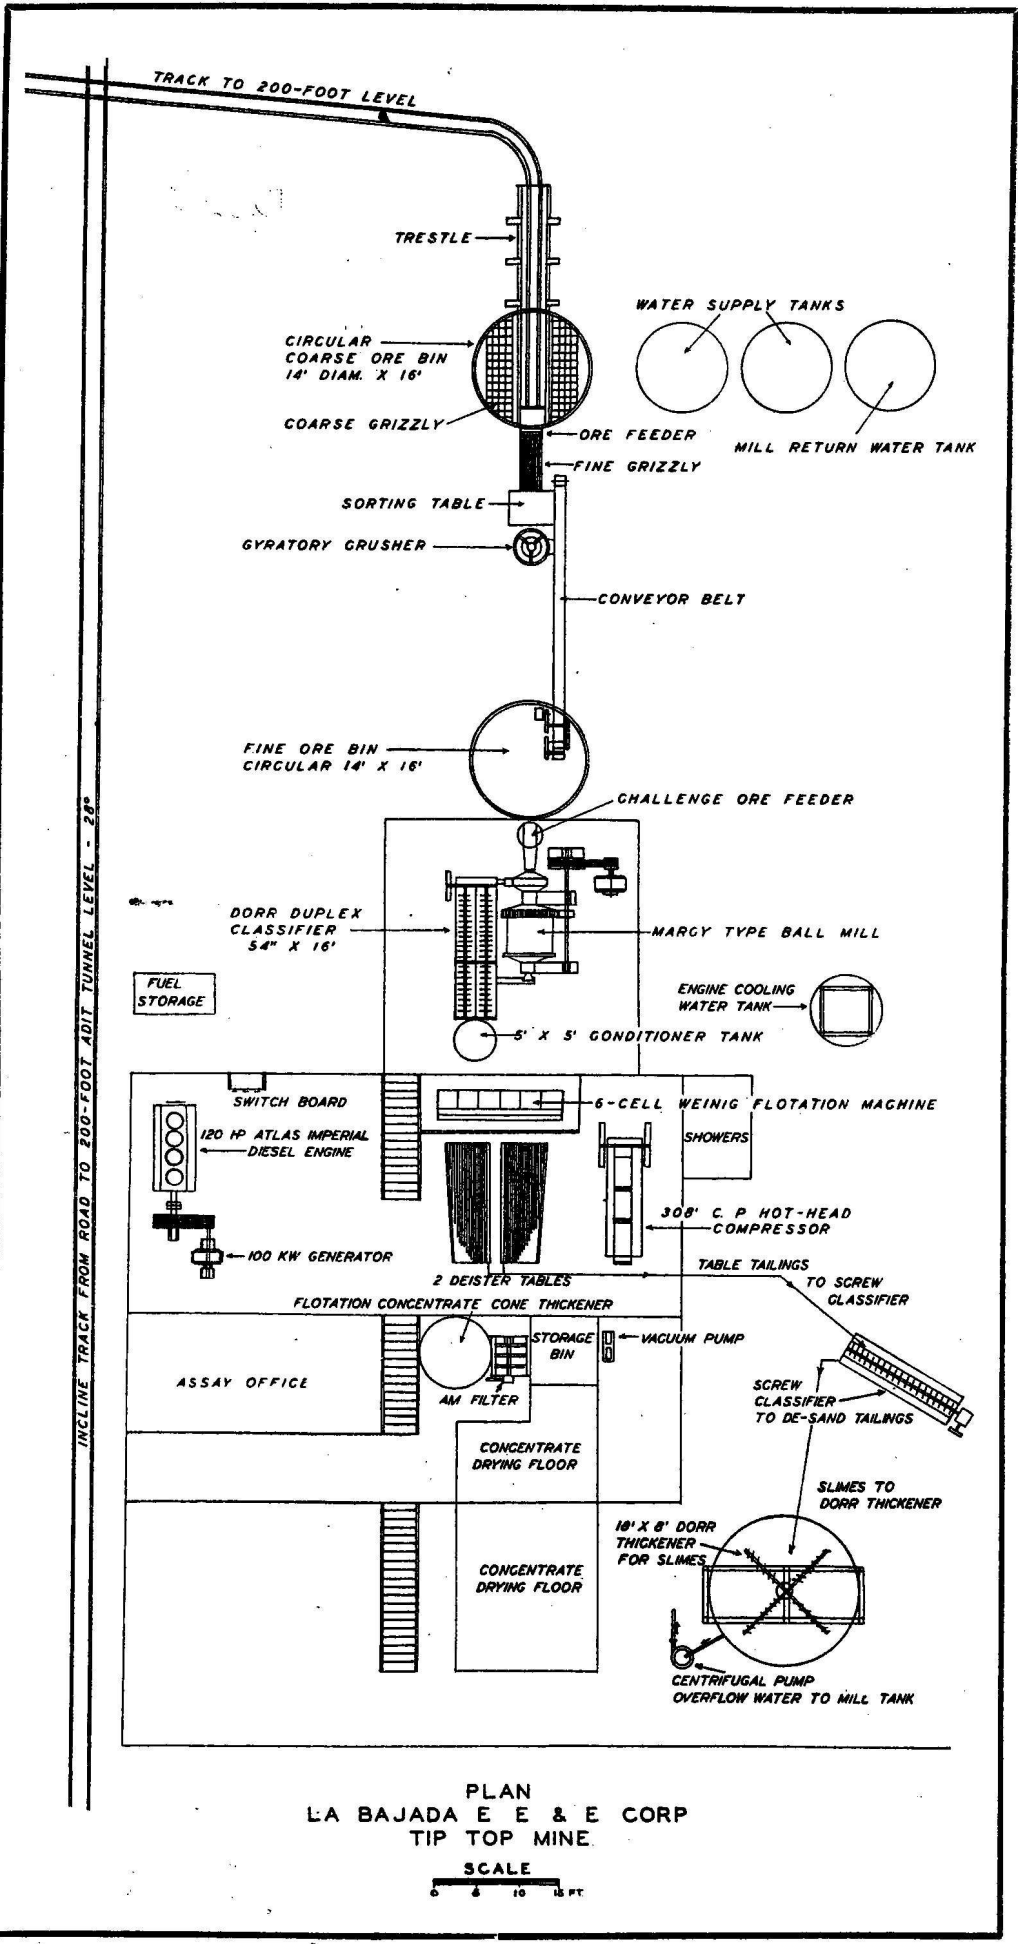 TRACK TO 200-FOOT LEVEL
TRESTLE
WATER SUPPLY TANKS
CIRCULAR
COARSE ORE BIN
14' DIAM. X 16'
COARSE GRIZZLY
ORE FEEDER
MILL RETURN WATER TANK
FINE GRIZZLY
SORTING TABLE
GYRATORY CRUSHER
CONVEYOR BELT
FINE ORE BIN
CIRCULAR 14' X 16'
CHALLENGE ORE FEEDER
INCLINE TRACK FROM ROAD TO 200-FOOT ADIT TUNNEL LEVEL - 28°
DORR DUPLEX
CLASSIFIER
54" X 16'
MARCY TYPE BALL MILL
FUEL
STORAGE
ENGINE COOLING
WATER TANK
5' X 5' CONDITIONER TANK
SWITCH BOARD
6-CELL WEINIG FLOTATION MACHINE
120 HP ATLAS IMPERIAL
DIESEL ENGINE
SHOWERS
308' C. P HOT-HEAD
COMPRESSOR
100 KW GENERATOR
TABLE TAILINGS
2 DEISTER TABLES
TO SCREW
CLASSIFIER
FLOTATION CONCENTRATE CONE THICKENER
STORAGE
BIN
VACUUM PUMP
ASSAY OFFICE
AM FILTER
SCREW
CLASSIFIER
TO DE-SAND TAILINGS
CONCENTRATE
DRYING FLOOR
SLIMES TO
DORR THICKENER
18' X 8' DORR
THICKENER
FOR SLIMES
CONCENTRATE
DRYING FLOOR
CENTRIFUGAL PUMP
OVERFLOW WATER TO MILL TANK
PLAN
LA BAJADA E E & E CORP
TIP TOP MINE
SCALE
0 5 10 15 FT.